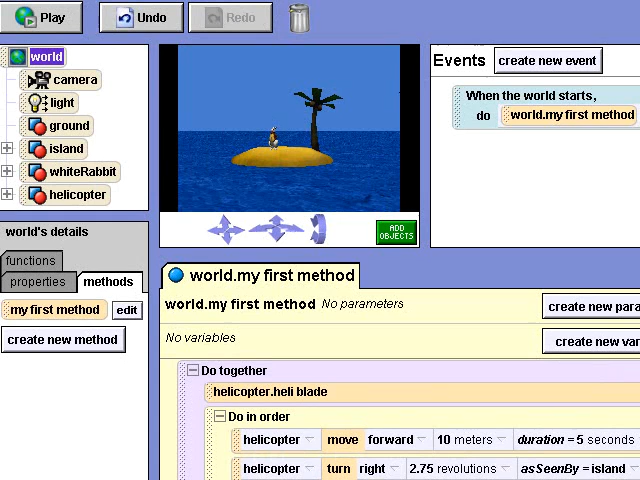 Play Undo Redo
world
camera
light
ground
island
whiteRabbit
helicopter
ADD
OBJECTS
Events create new event
When the world starts,
do world.my first method
world's details
functions
properties methods
my first method edit
create new method
world.my first method
world.my first method No parameters create new para
No variables create new var
Do together
helicopter.heli blade
Do in order
helicopter move forward 10 meters duration = 5 seconds
helicopter turn right 2.75 revolutions asSeenBy = island